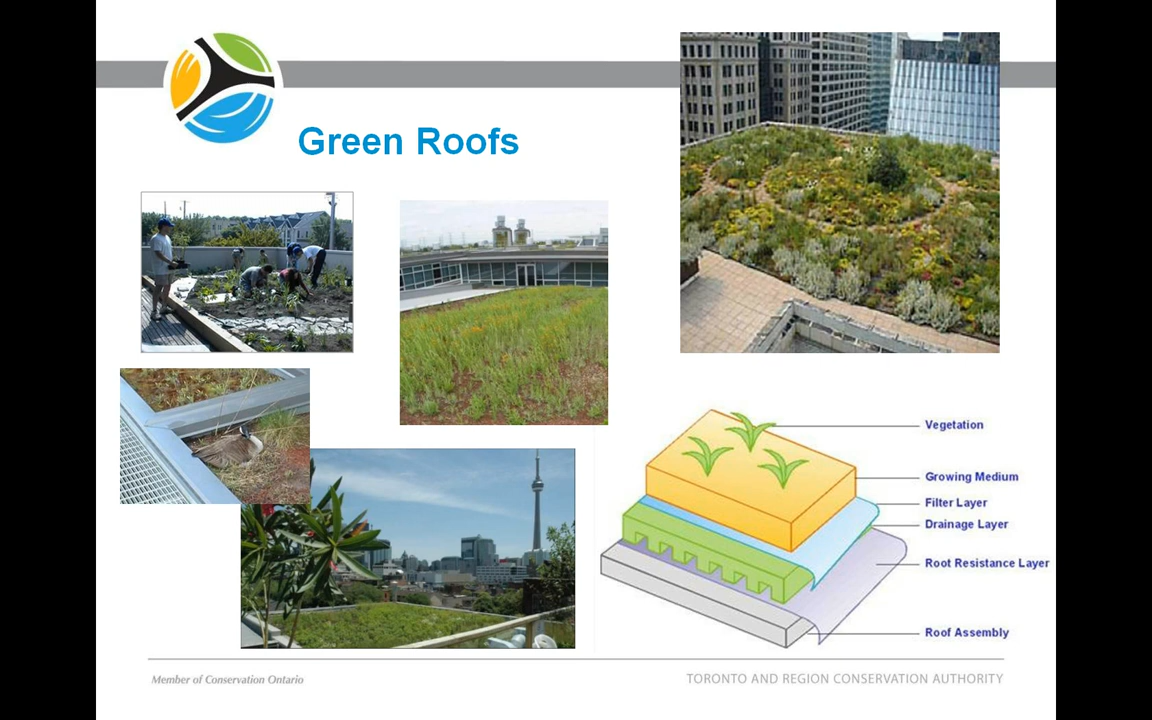 Green Roofs
Vegetation
Growing Medium
Filter Layer
Drainage Layer
Root Resistance Layer
Roof Assembly
Member of Conservation Ontario
TORONTO AND REGION CONSERVATION AUTHORITY